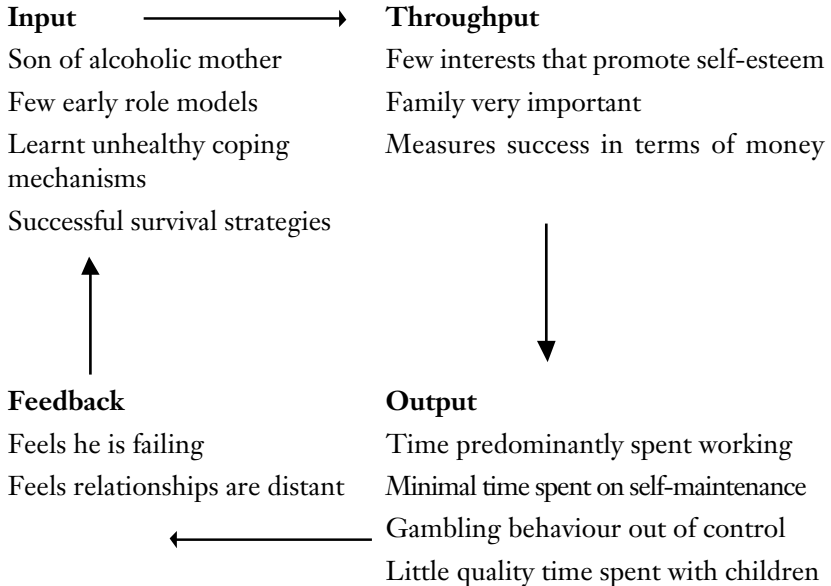 Input
Son of alcoholic mother
Few early role models
Learnt unhealthy coping
mechanisms
Successful survival strategies
Throughput
Few interests that promote self-esteem
Family very important
Measures success in terms of money
Output
Time predominantly spent working
Minimal time spent on self-maintenance
Gambling behaviour out of control
Little quality time spent with children
Feedback
Feels he is failing
Feels relationships are distant